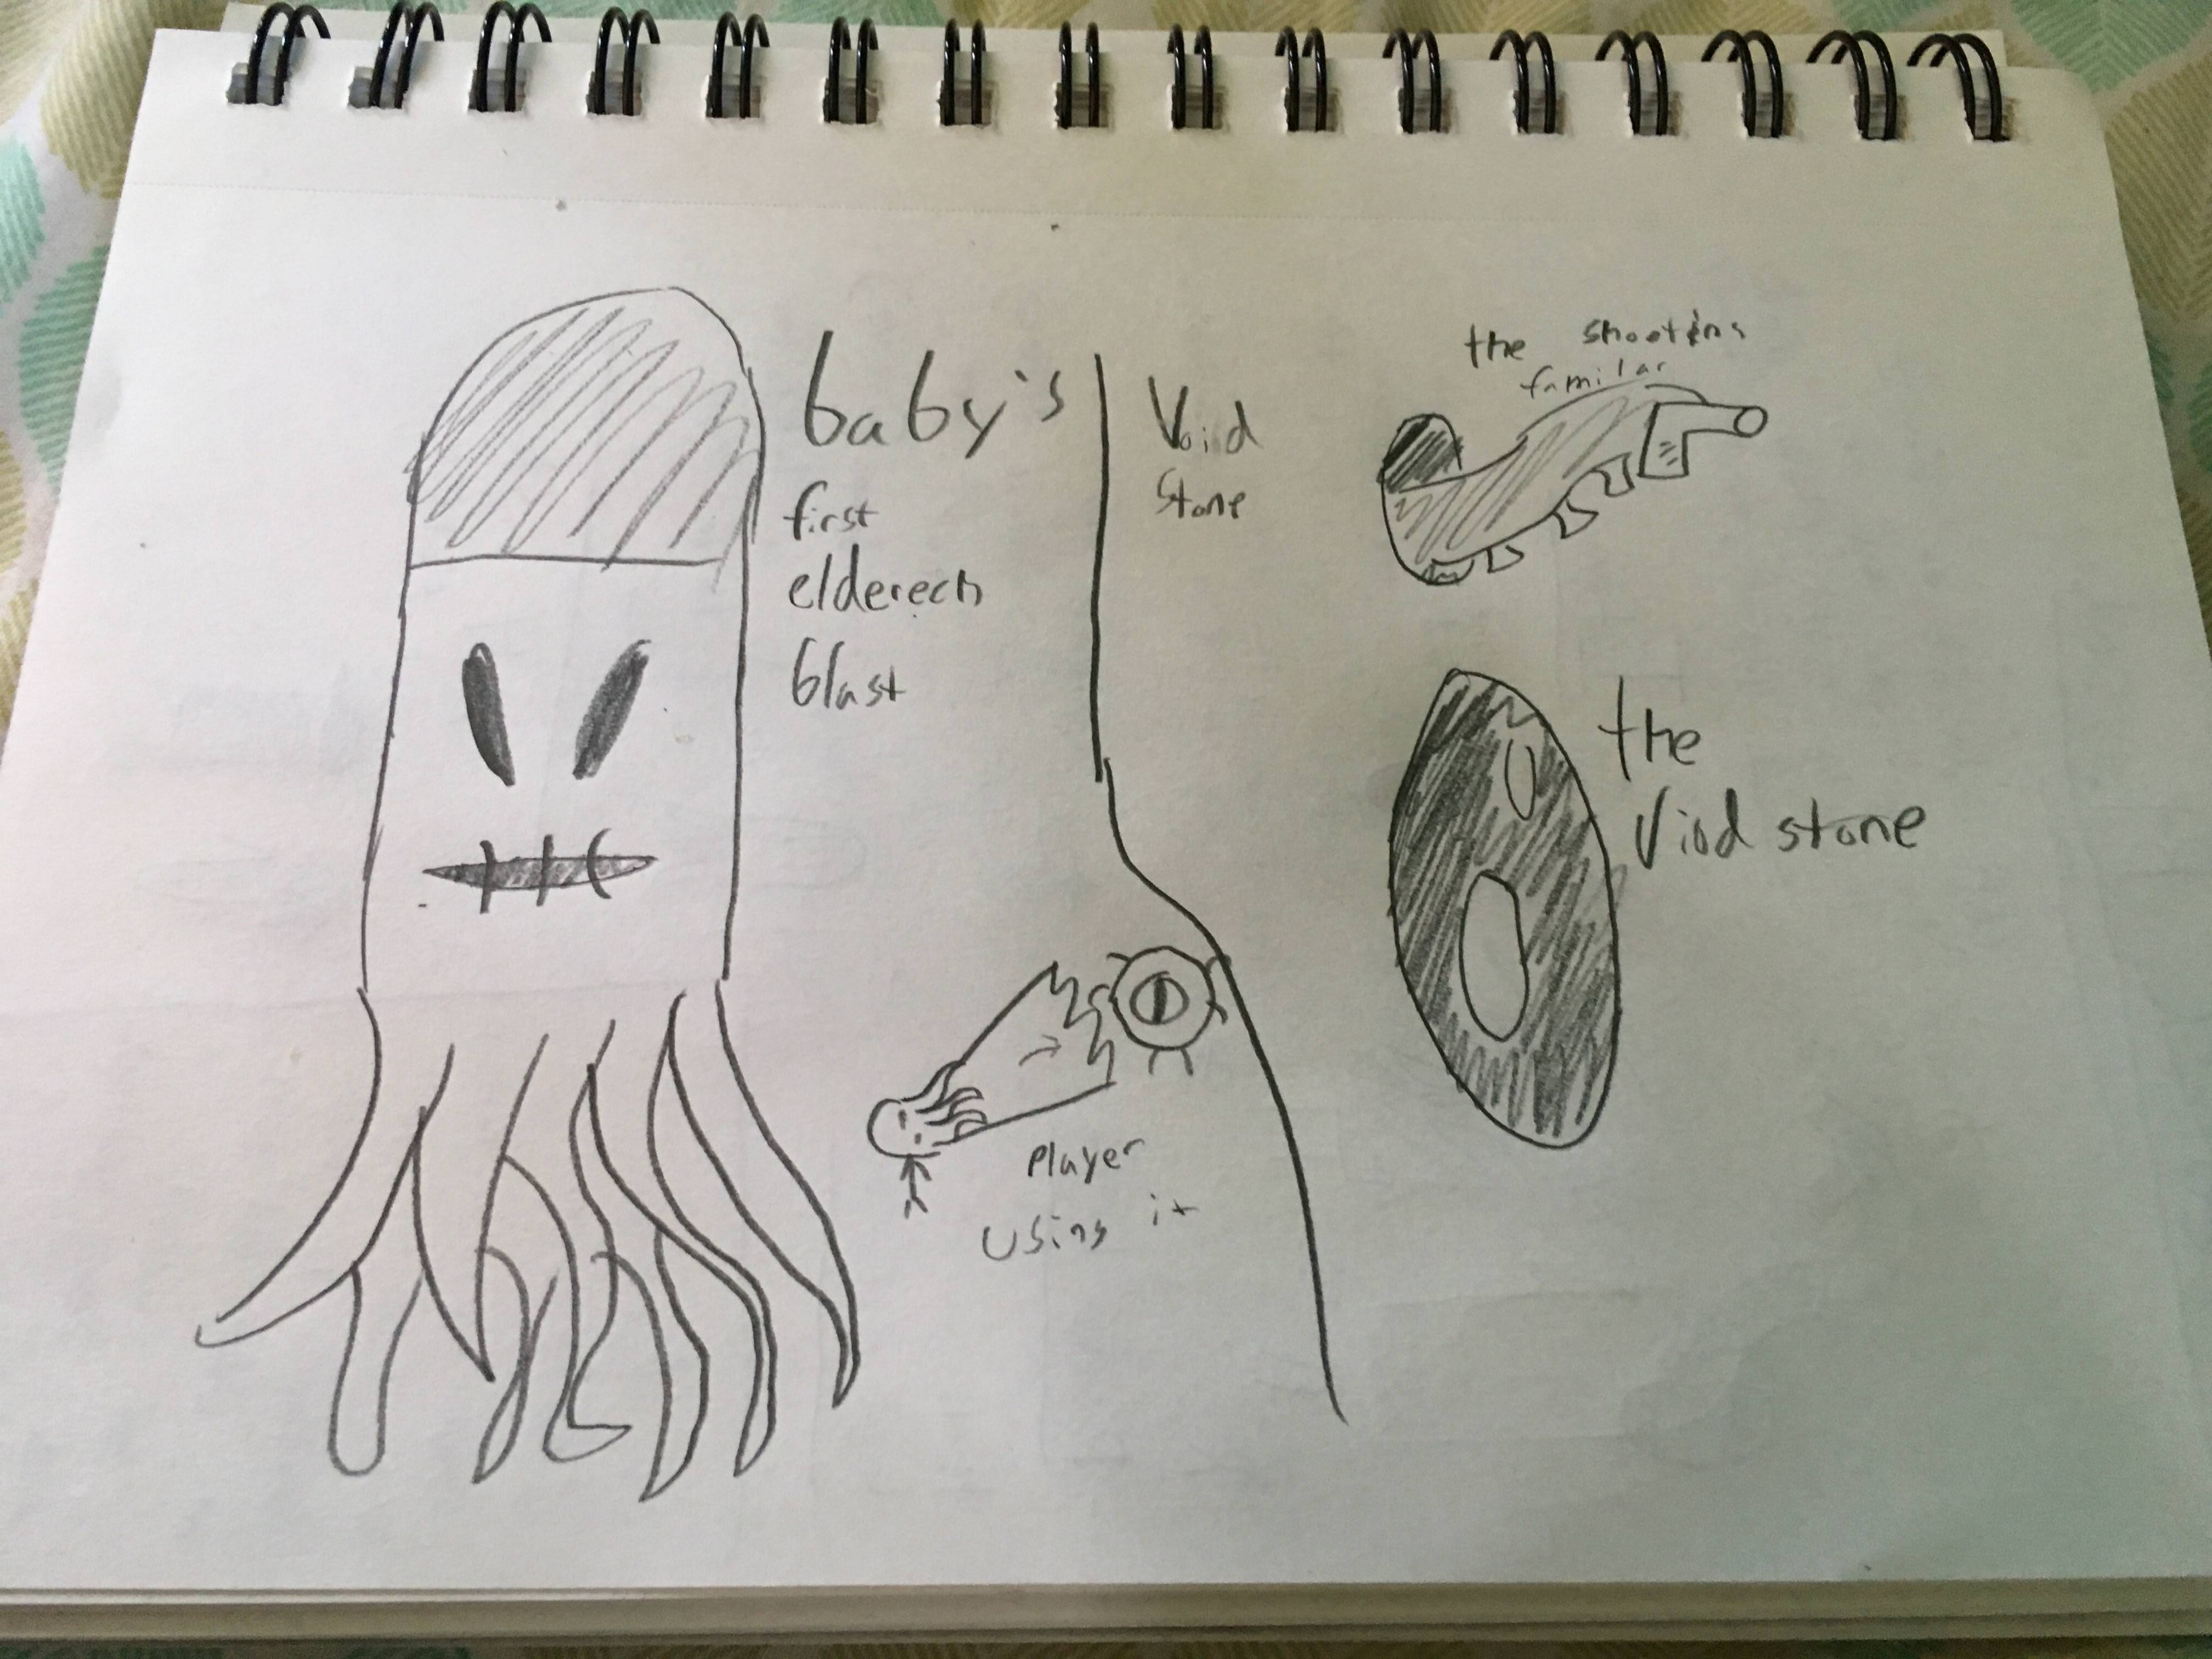 baby's
first
elderech
blast
Void
Stone
the shooting
familar
the
Viod stone
Player
Using it